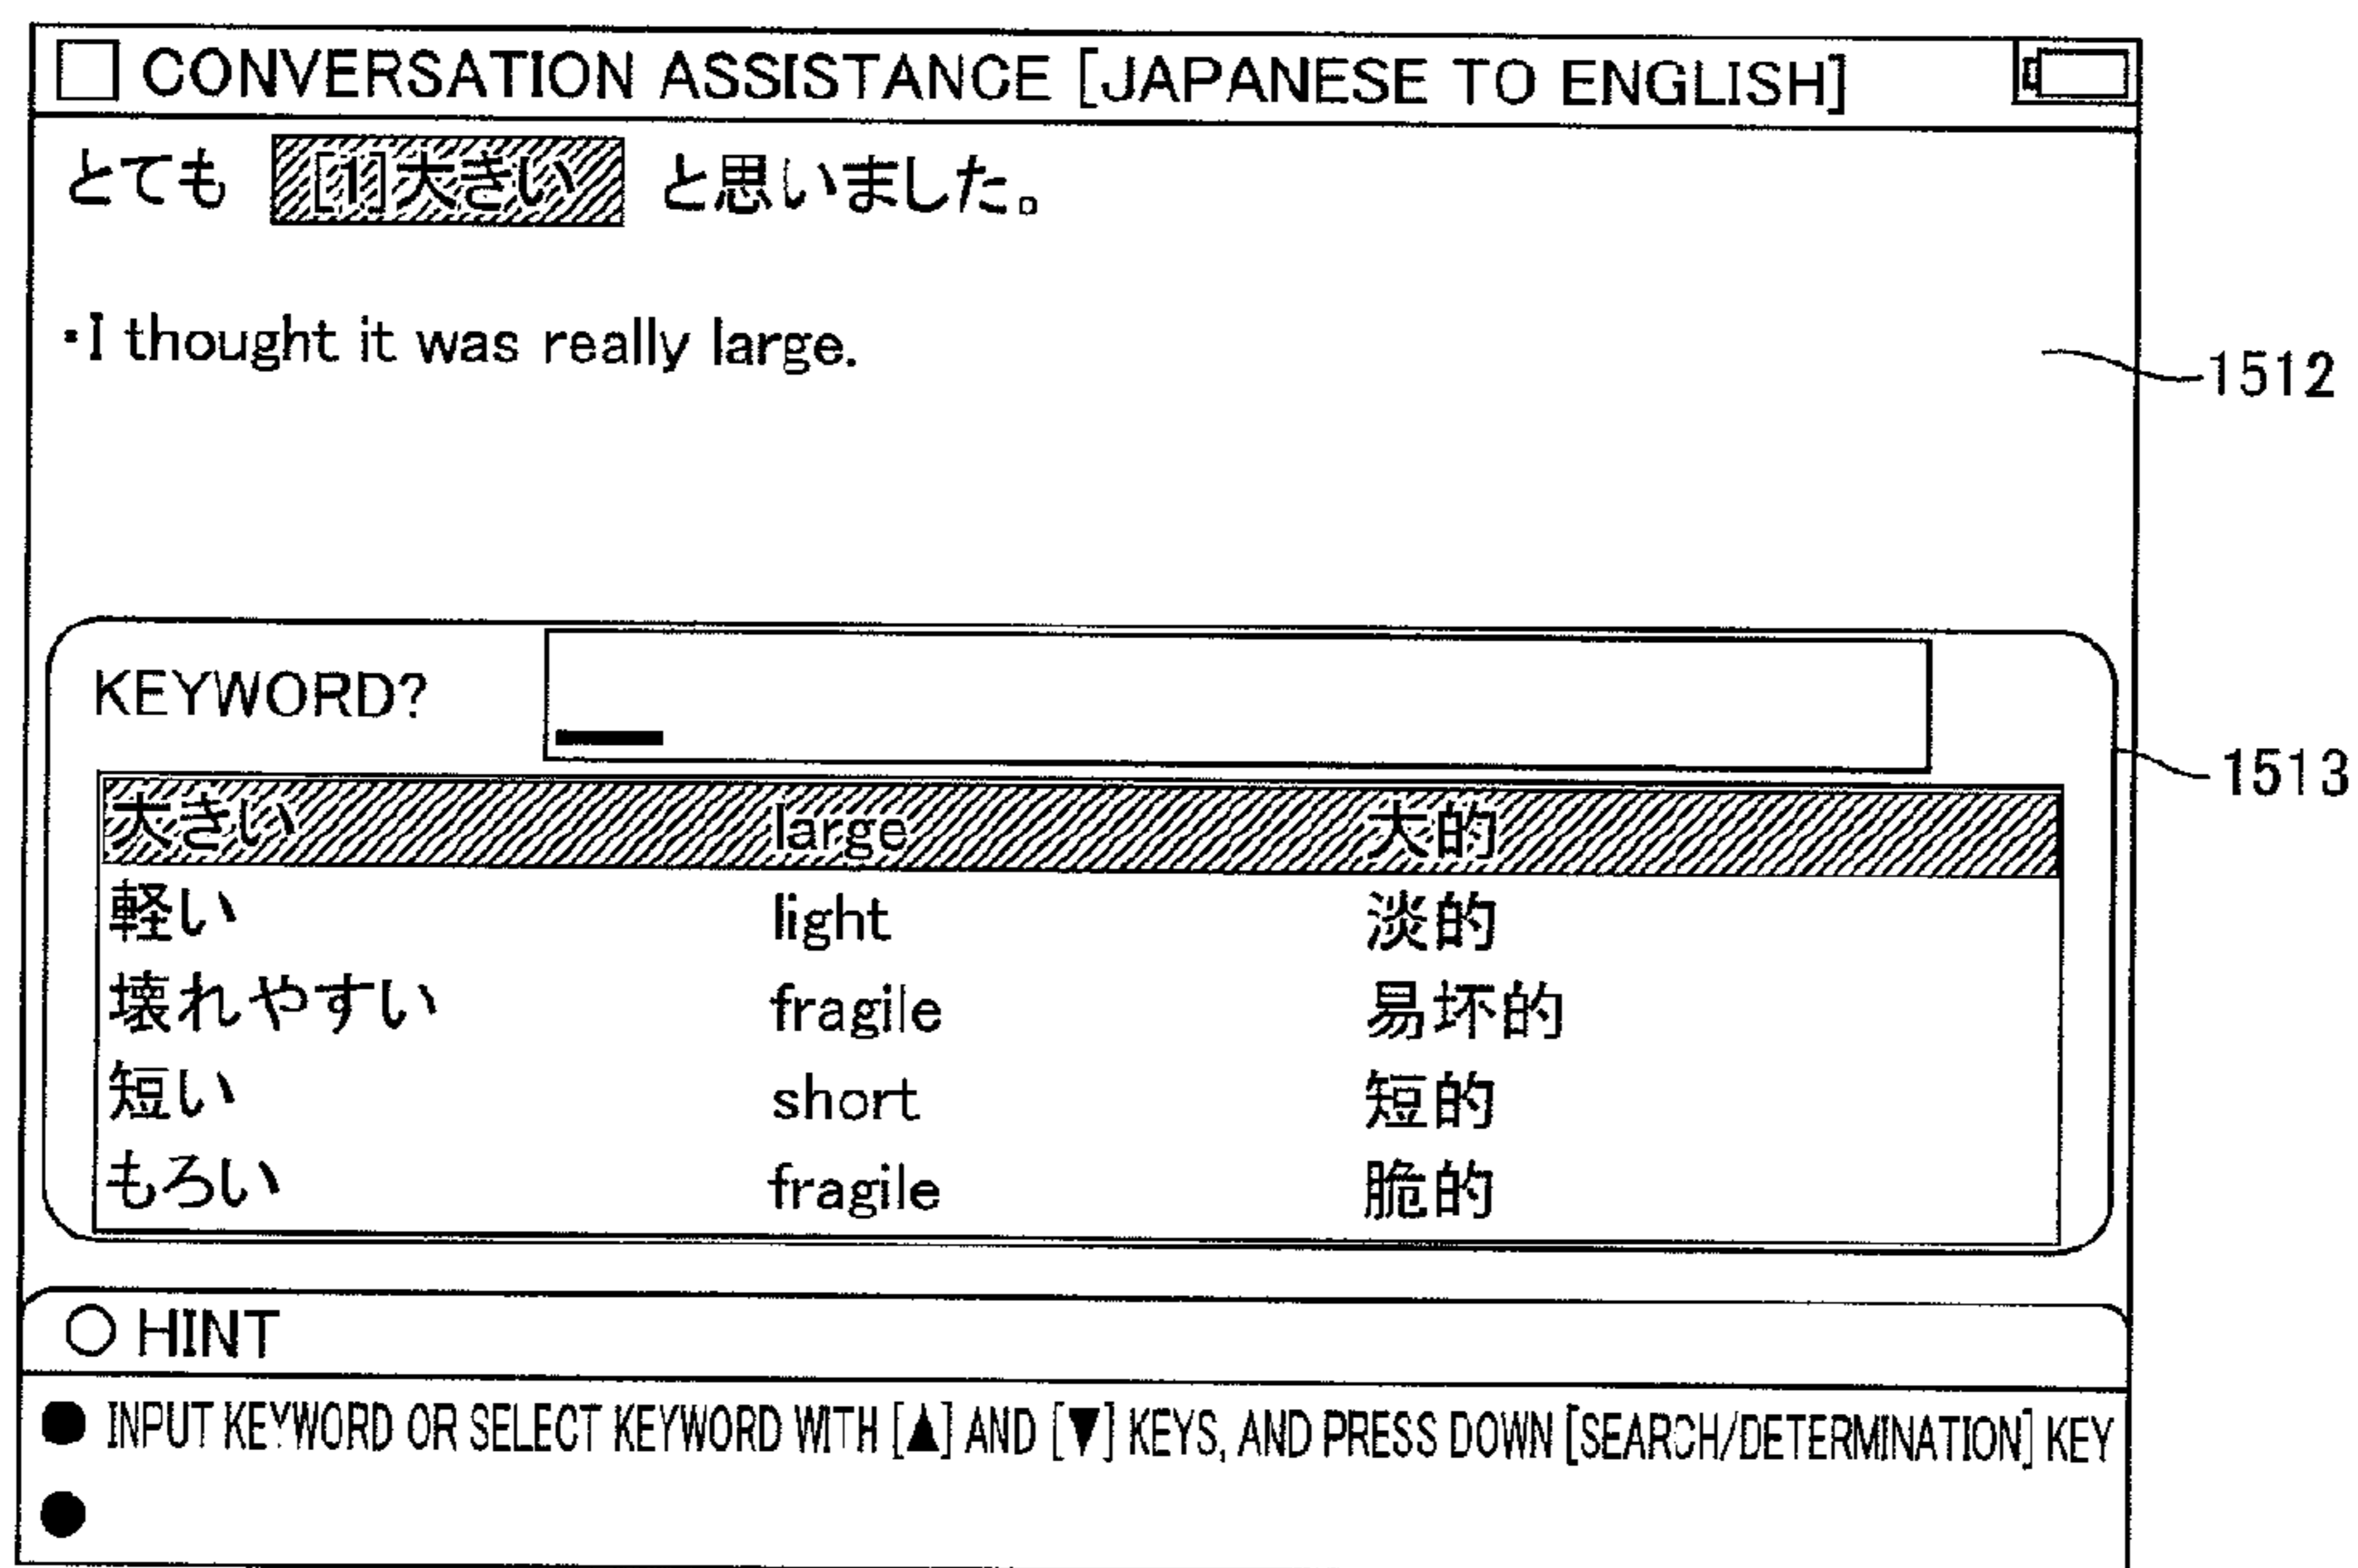 CONVERSATION ASSISTANCE [JAPANESE TO ENGLISH]
とても [1]大きい と思いました。
・I thought it was really large.
1512
KEYWORD?
1513
大きい large 大的
軽い light 淡的
壊れやすい fragile 易坏的
短い short 短的
もろい fragile 脆的
HINT
● INPUT KEYWORD OR SELECT KEYWORD WITH [▲] AND [▼] KEYS, AND PRESS DOWN [SEARCH/DETERMINATION] KEY
●